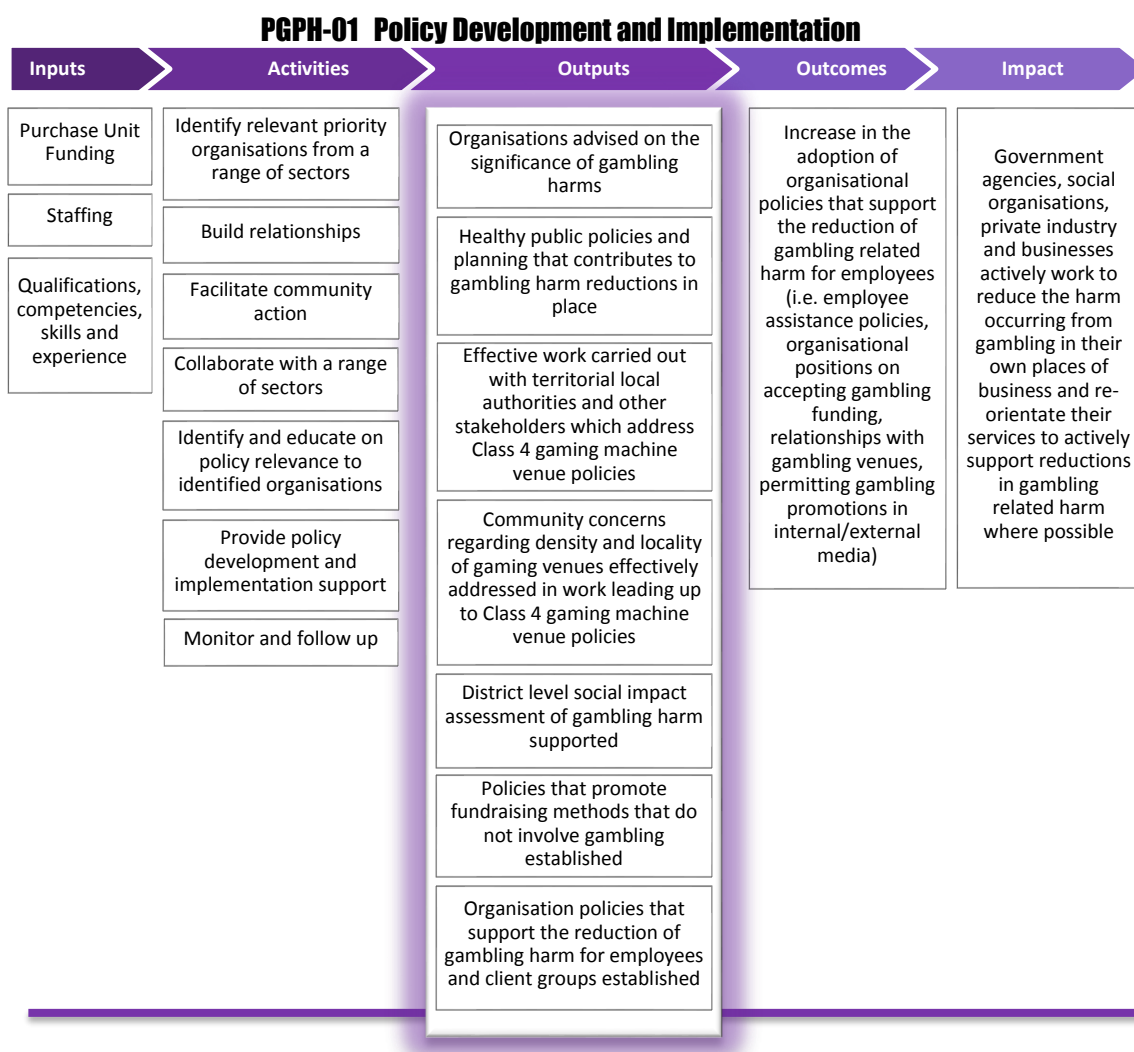 PGPH-01 Policy Development and Implementation
Inputs
Activities
Outputs
Outcomes
Impact
Purchase Unit
Funding
Staffing
Qualifications,
competencies,
skills and
experience
Identify relevant priority
organisations from a
range of sectors
Build relationships
Facilitate community
action
Collaborate with a range
of sectors
Identify and educate on
policy relevance to
identified organisations
Provide policy
development and
implementation support
Monitor and follow up
Organisations advised on the
significance of gambling
harms
Healthy public policies and
planning that contributes to
gambling harm reductions in
place
Effective work carried out
with territorial local
authorities and other
stakeholders which address
Class 4 gaming machine
venue policies
Community concerns
regarding density and locality
of gaming venues effectively
addressed in work leading up
to Class 4 gaming machine
venue policies
District level social impact
assessment of gambling harm
supported
Policies that promote
fundraising methods that do
not involve gambling
established
Organisation policies that
support the reduction of
gambling harm for employees
and client groups established
Increase in the
adoption of
organisational
policies that support
the reduction of
gambling related
harm for employees
(i.e. employee
assistance policies,
organisational
positions on
accepting gambling
funding,
relationships with
gambling venues,
permitting gambling
promotions in
internal/external
media)
Government
agencies, social
organisations,
private industry
and businesses
actively work to
reduce the harm
occurring from
gambling in their
own places of
business and re-
orientate their
services to actively
support reductions
in gambling
related harm
where possible